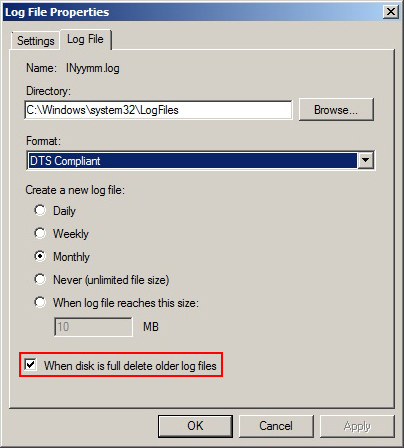 Log File Properties
Settings
Log File
Name: INyymm.log
Directory:
C:\Windows\system32\LogFiles
Browse...
Format:
DTS Compliant
Create a new log file:
Daily
Weekly
Monthly
Never (unlimited file size)
When log file reaches this size:
10 MB
When disk is full delete older log files
OK Cancel Apply